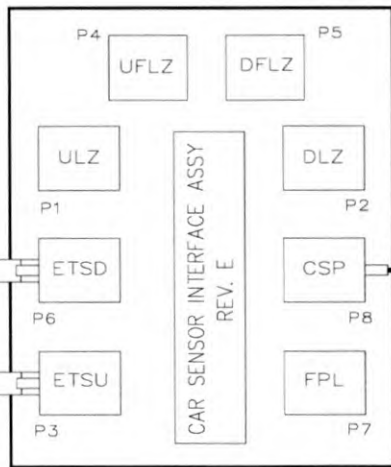 P4
UFLZ
DFLZ
P5
ULZ
P1
DLZ
P2
ETSD
P6
CSP
P8
ETSU
P3
FPL
P7
CAR SENSOR INTERFACE ASSY
REV. E